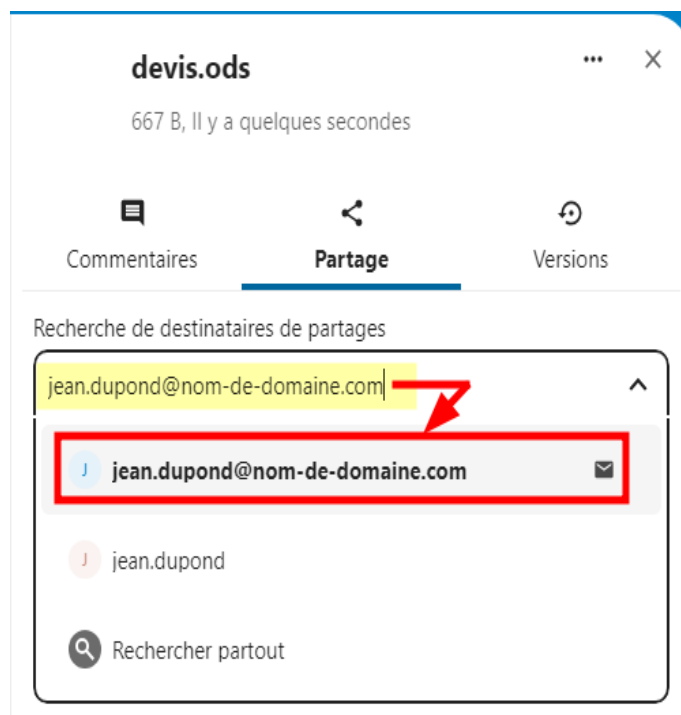 devis.ods
667 B, Il y a quelques secondes
Commentaires Partage Versions
Recherche de destinataires de partages
jean.dupond@nom-de-domaine.com
J jean.dupond@nom-de-domaine.com
J jean.dupond
Rechercher partout